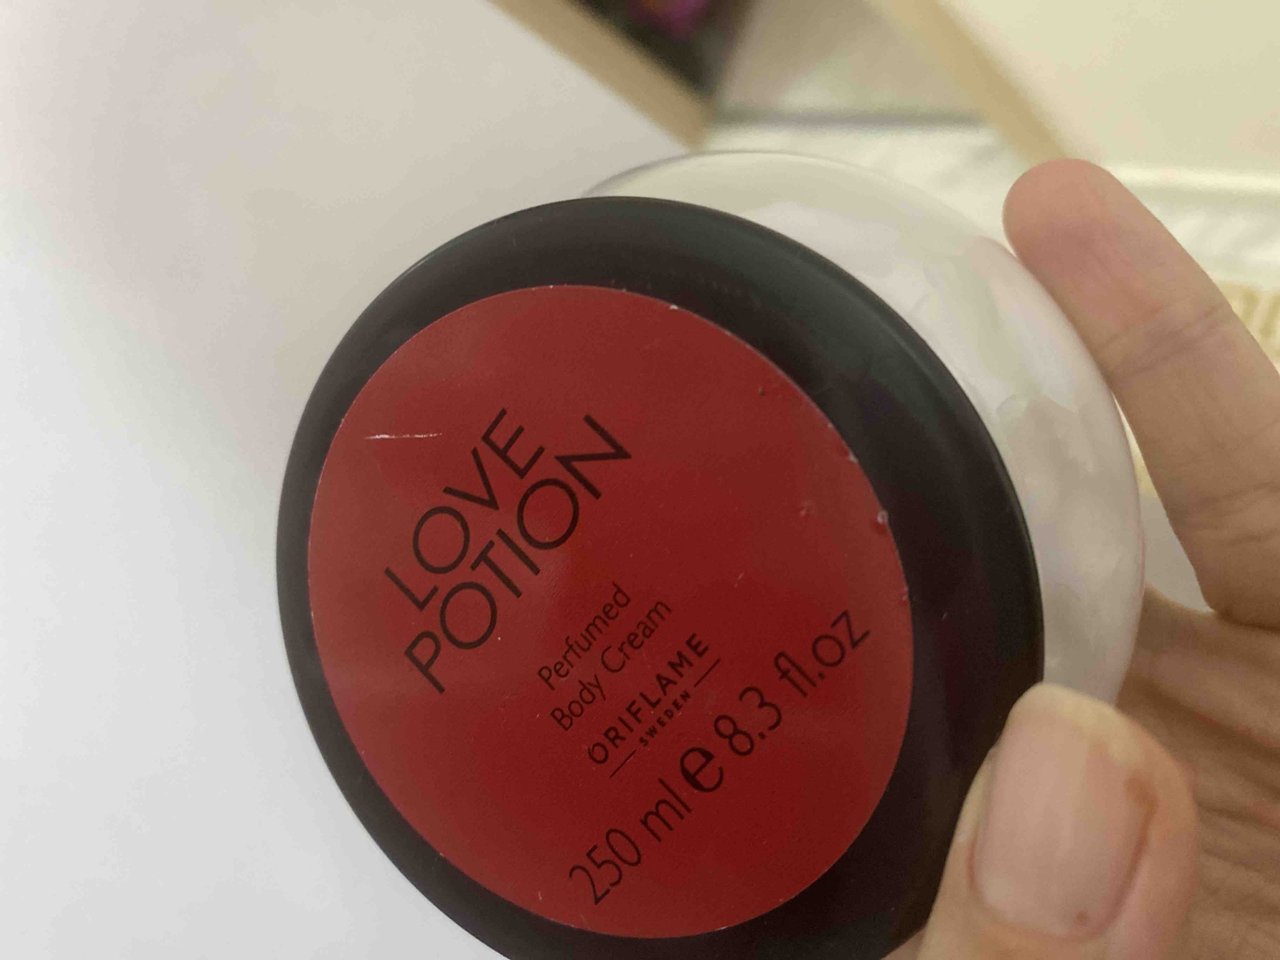 LOVE
POTION
Perfumed
Body Cream
ORIFLAME
SWEDEN
250 ml e 8.3 fl.oz